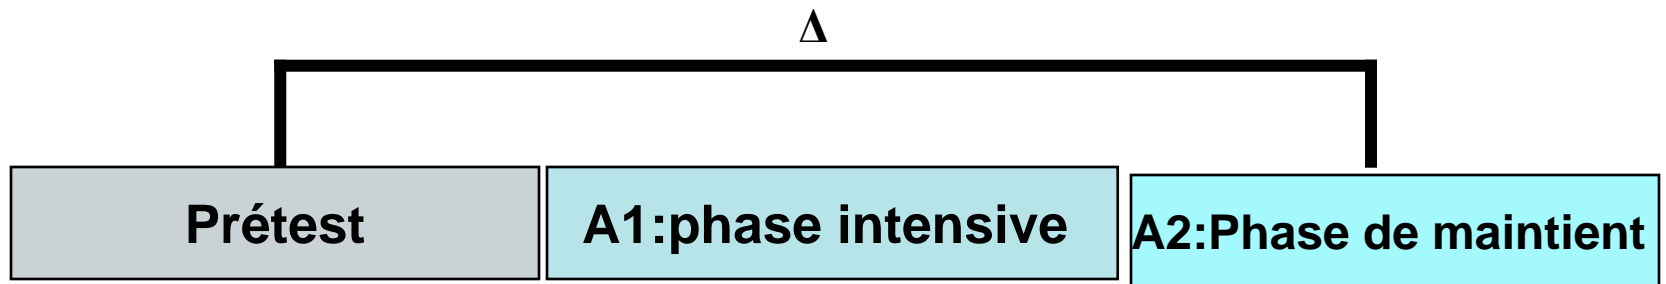 Δ
Prétest
A1:phase intensive
A2:Phase de maintient